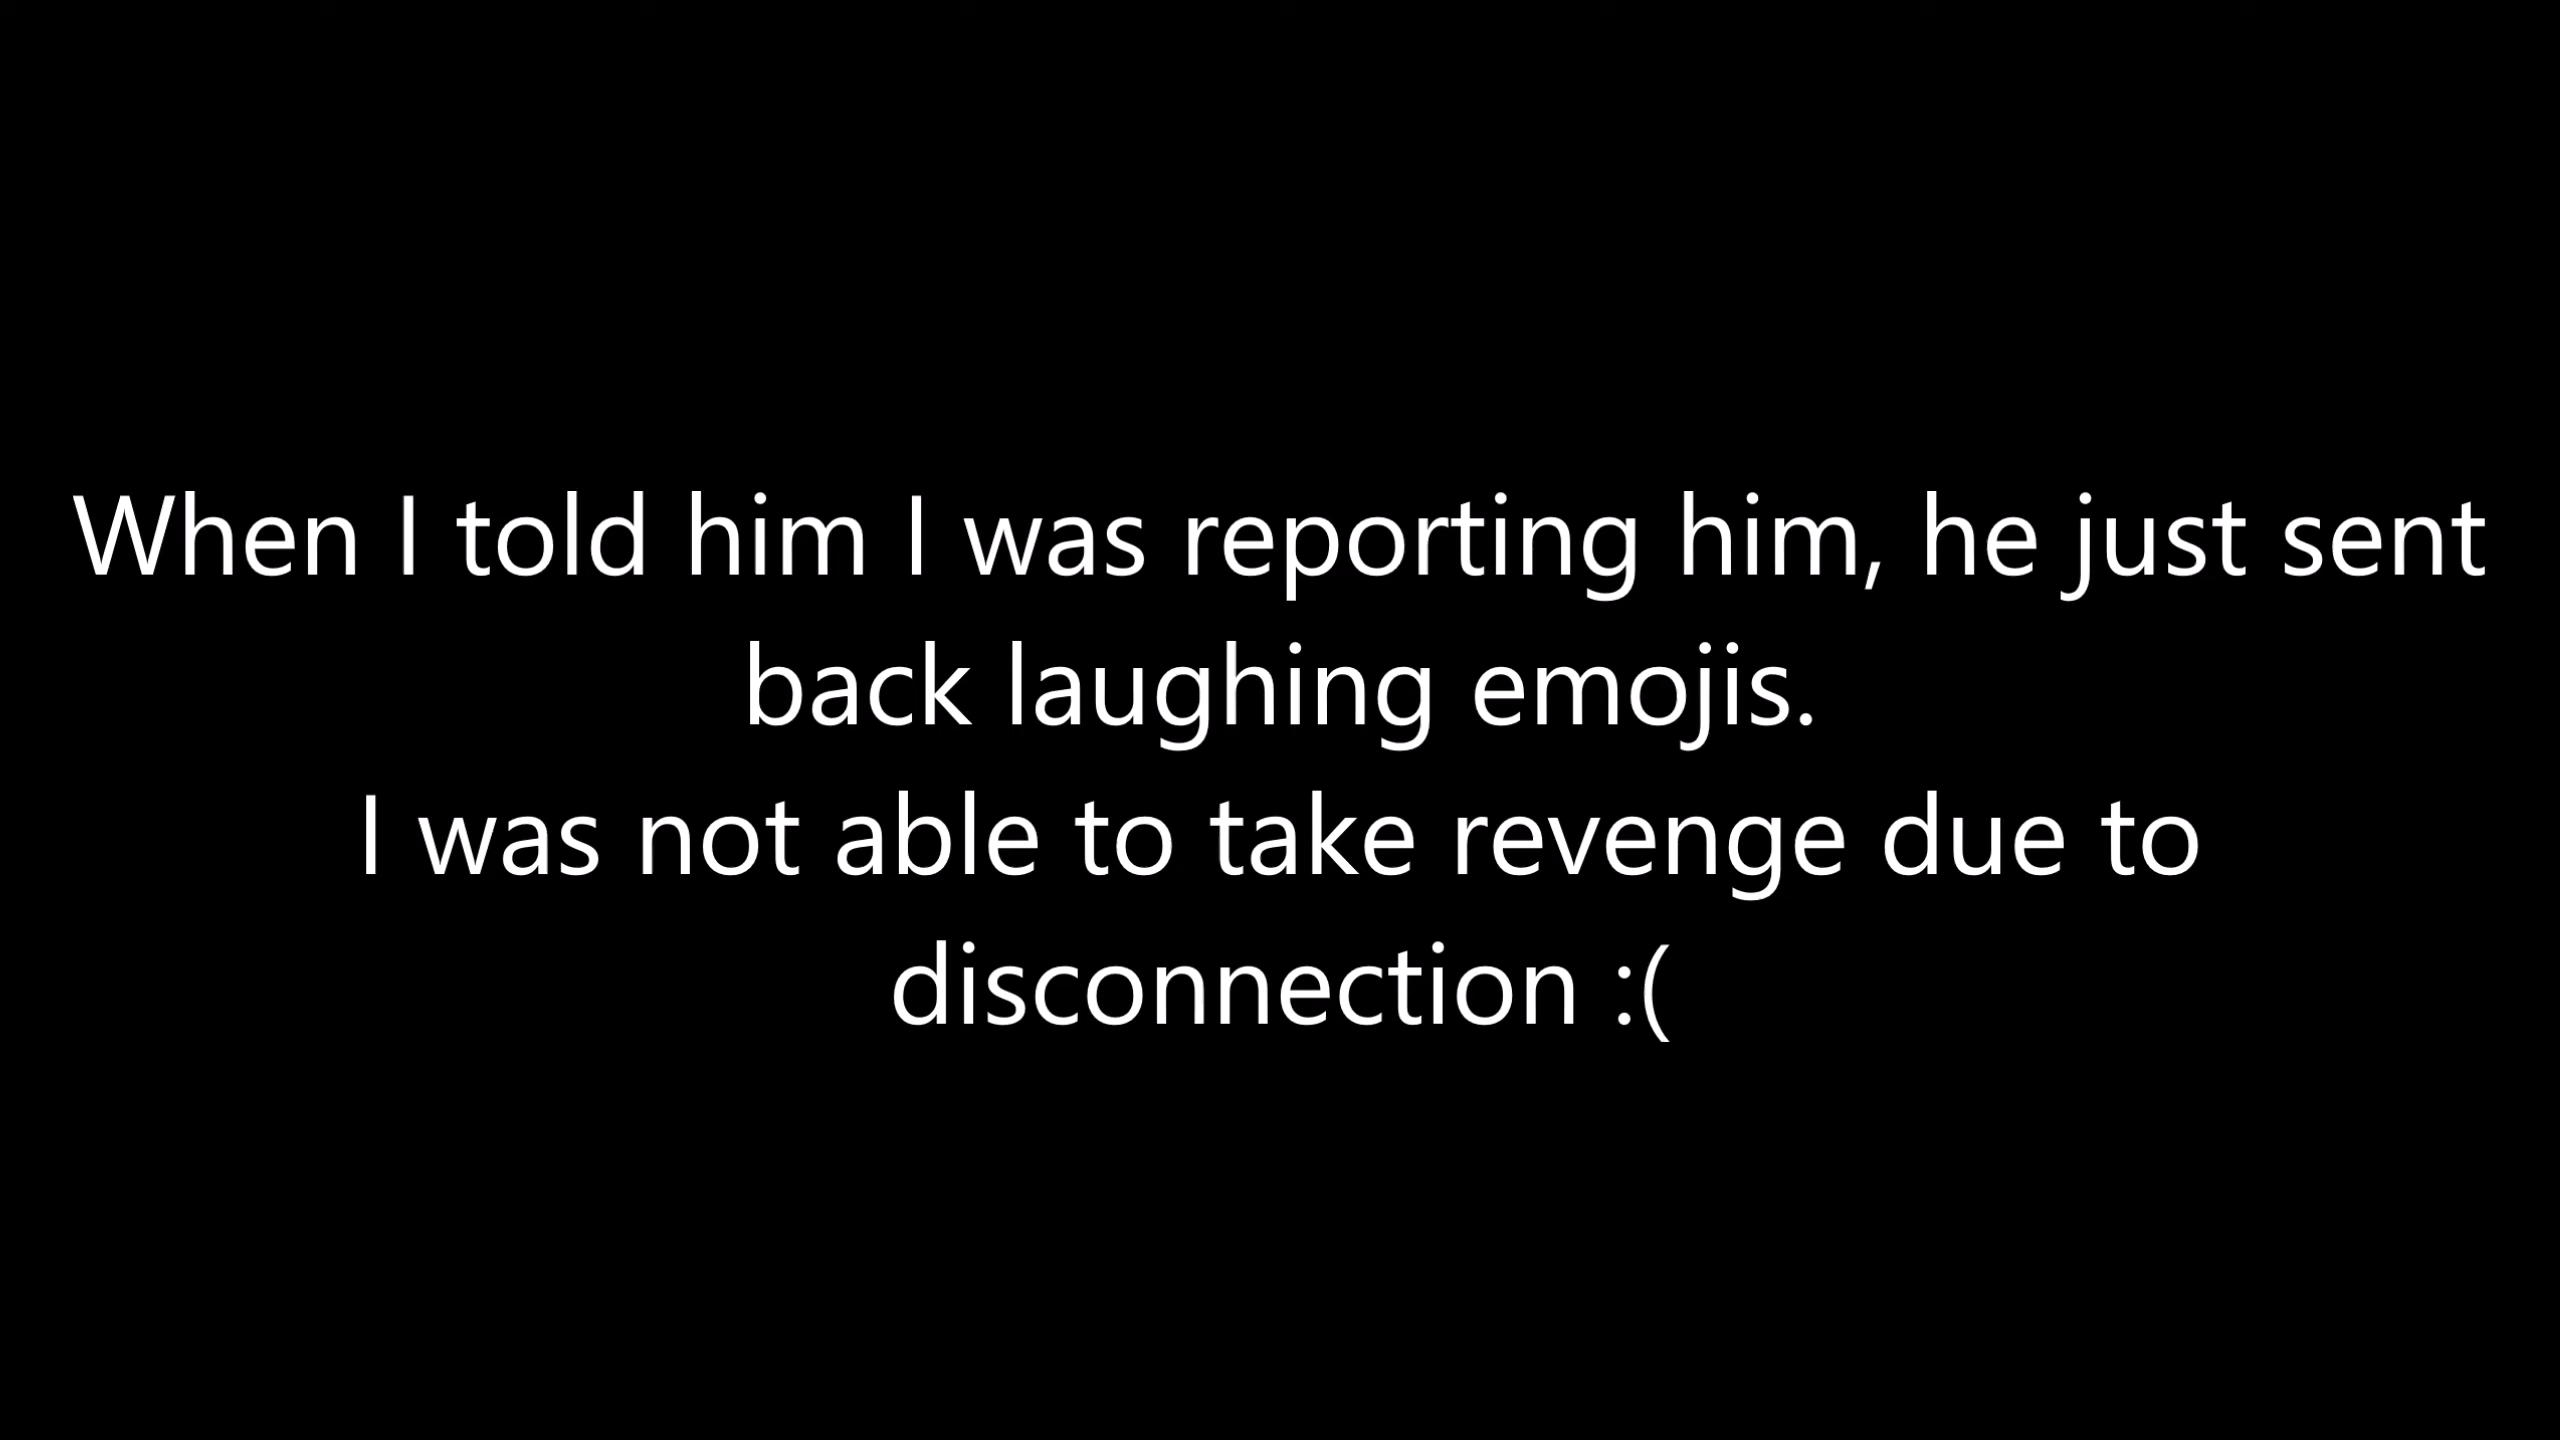 When I told him I was reporting him, he just sent
back laughing emojis.
I was not able to take revenge due to
disconnection :(